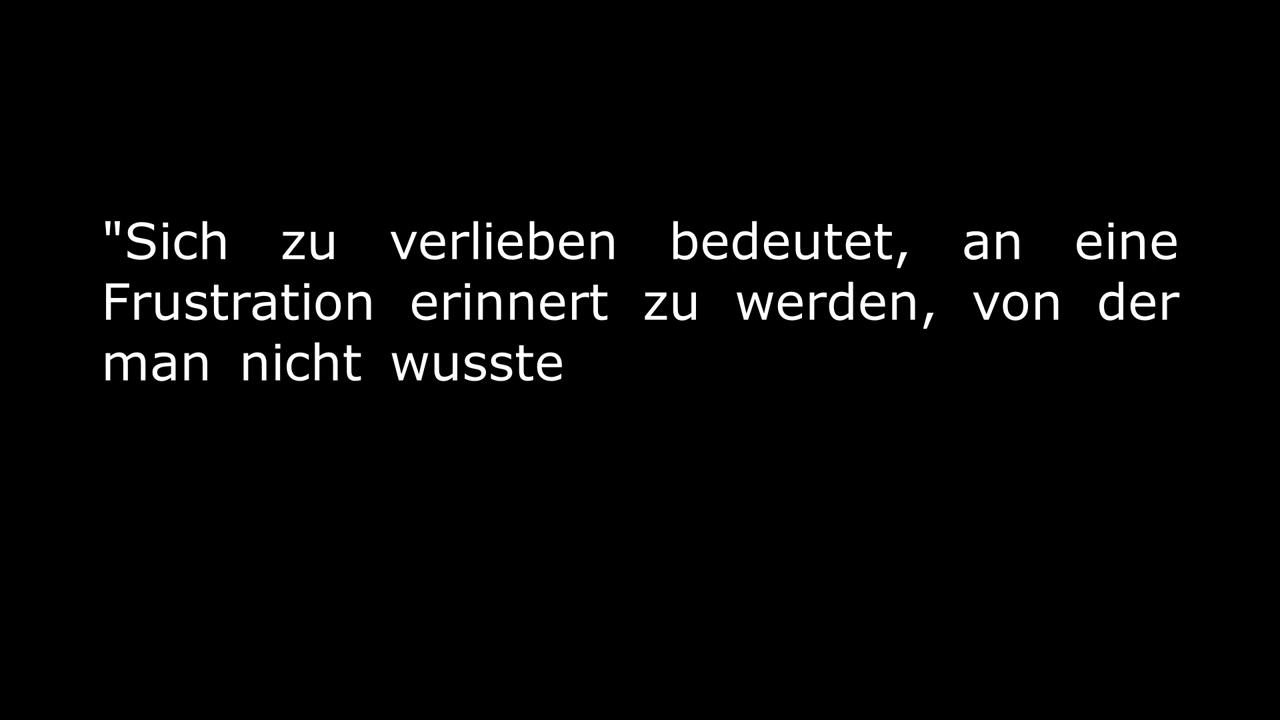 "Sich zu verlieben bedeutet, an eine
Frustration erinnert zu werden, von der
man nicht wusste